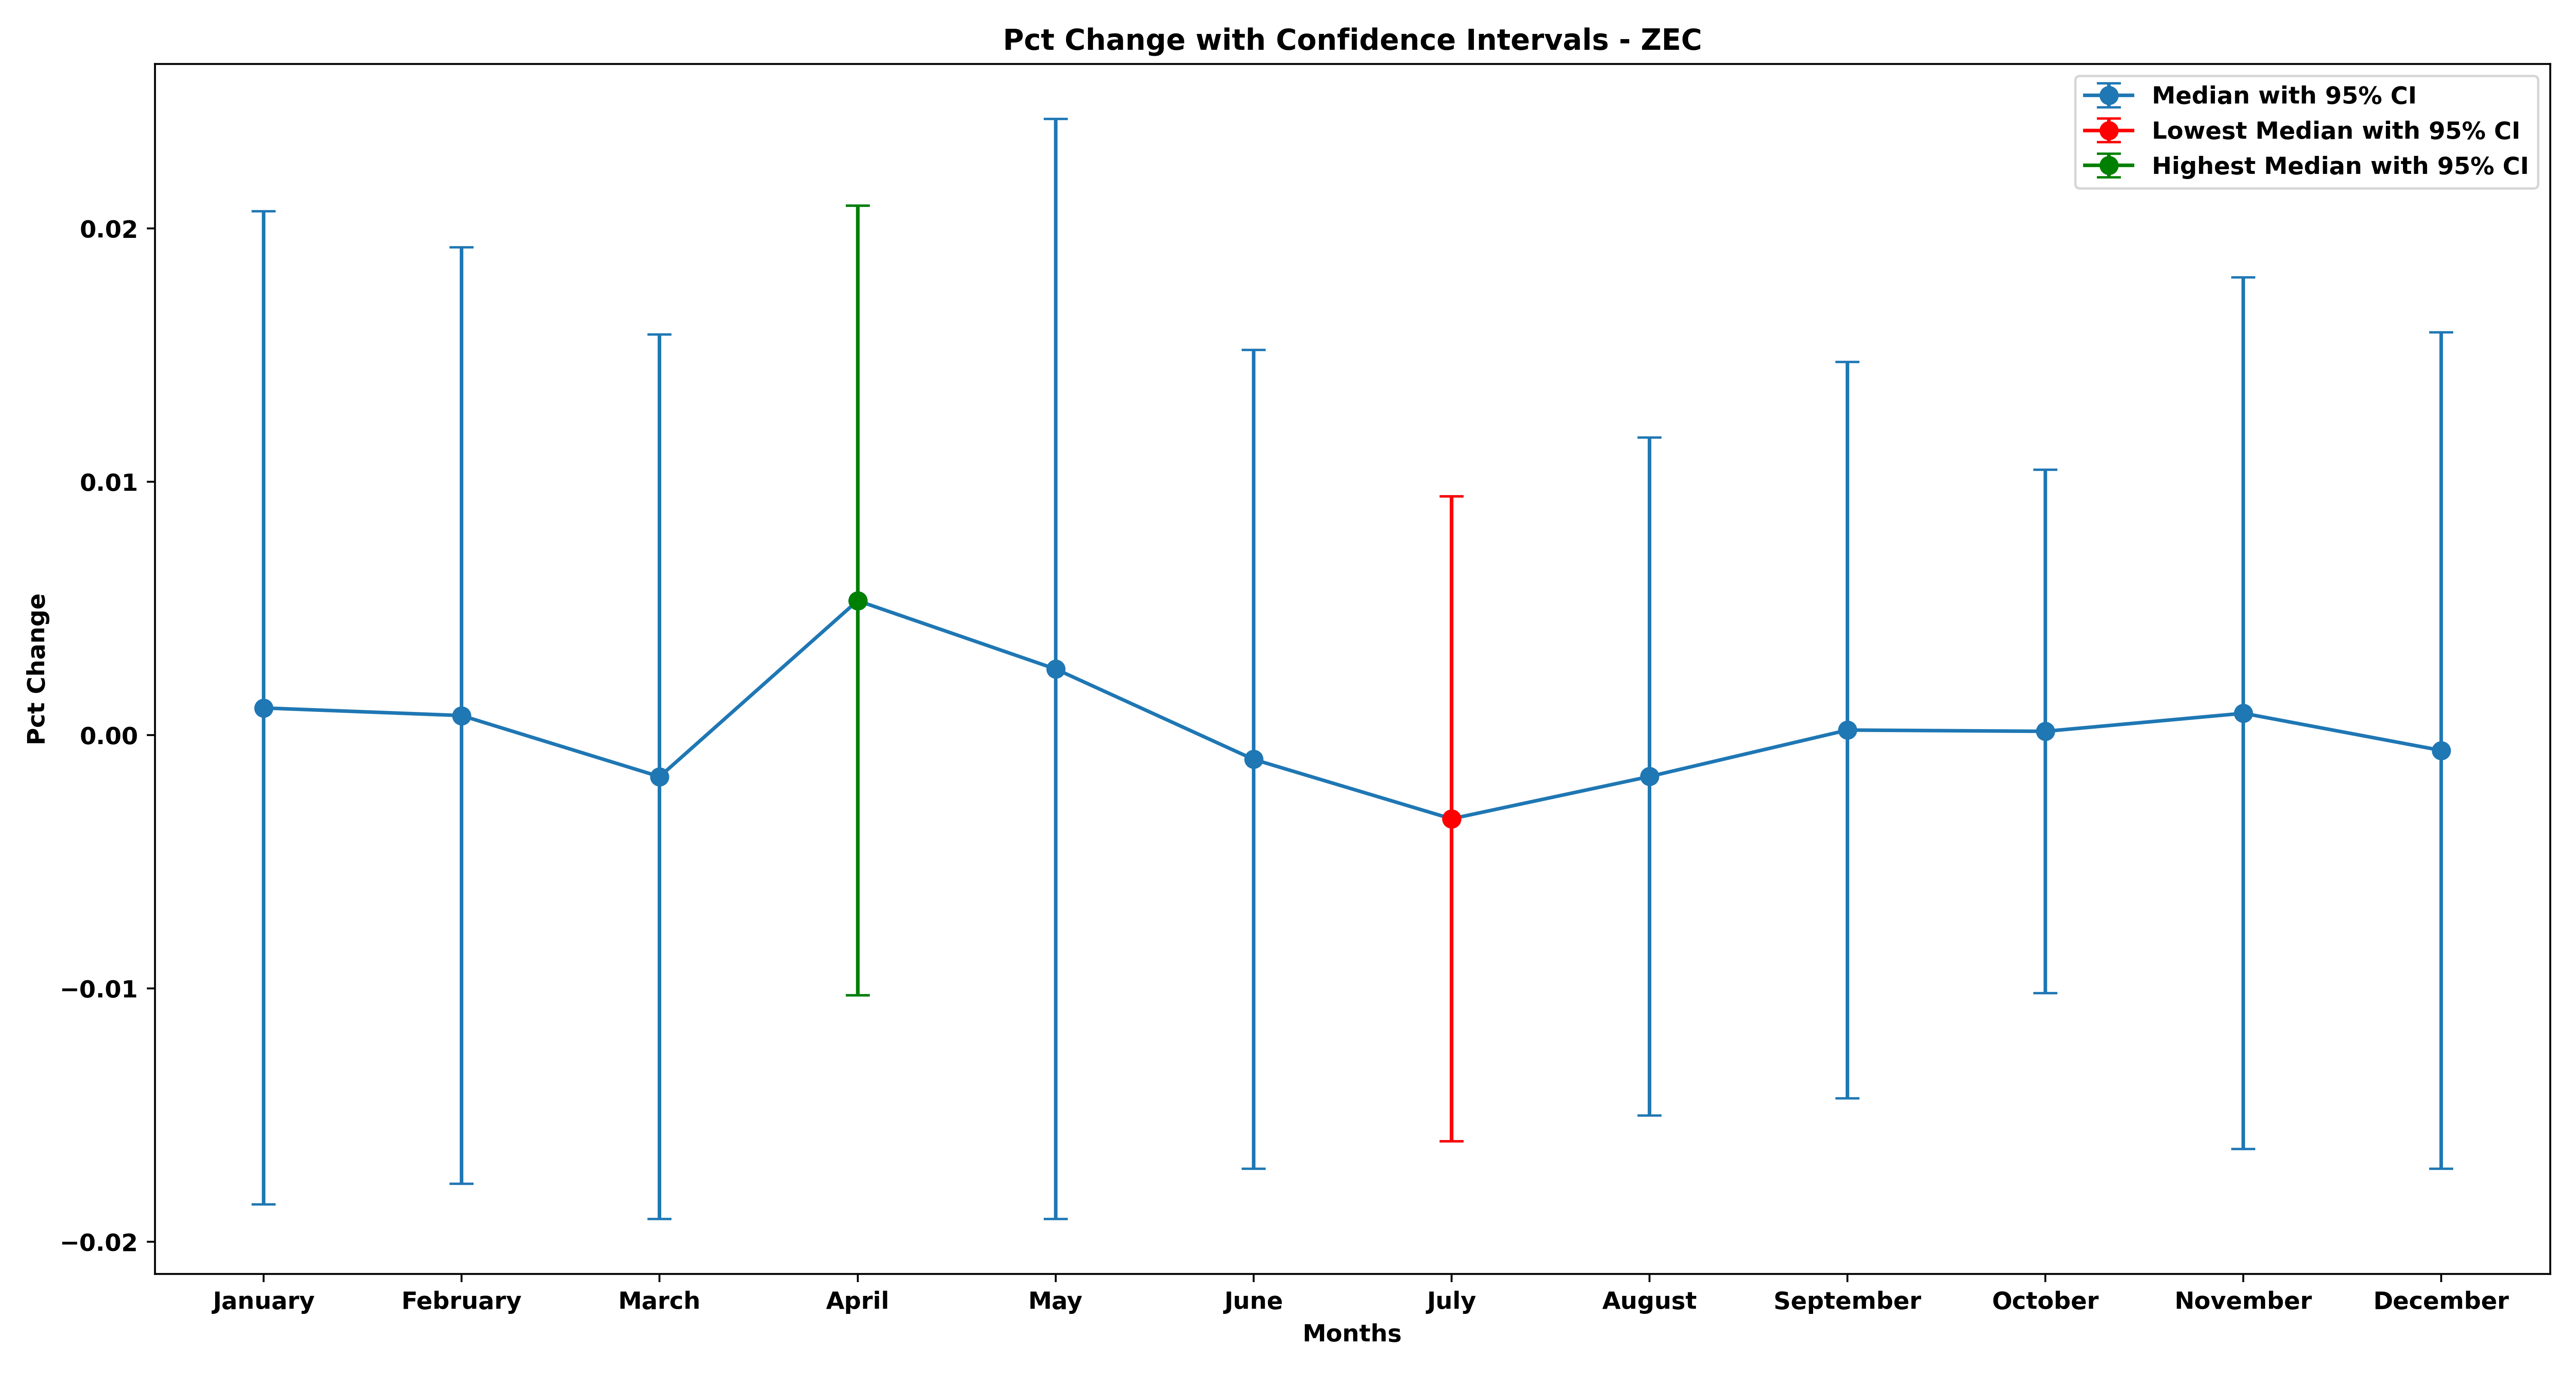 Pct Change with Confidence Intervals - ZEC
Median with 95% CI
Lowest Median with 95% CI
Highest Median with 95% CI
0.02
0.01
0.00
−0.01
−0.02
Pct Change
January February March April May June July August September October November December
Months